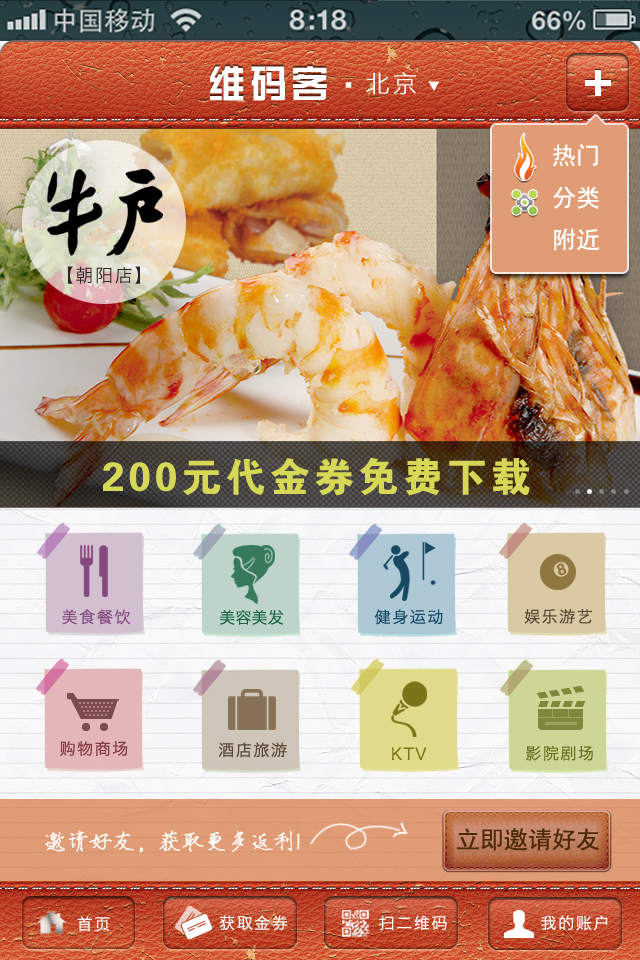 中国移动 8:18 66%
维码客·北京▼
+
热门
分类
附近
牛户
【朝阳店】
200元代金券免费下载
美食餐饮 美容美发 健身运动 娱乐游艺
8
购物商场 酒店旅游 KTV 影院剧场
邀请好友，获取更多返利!
立即邀请好友
首页 获取金券 扫二维码 我的账户